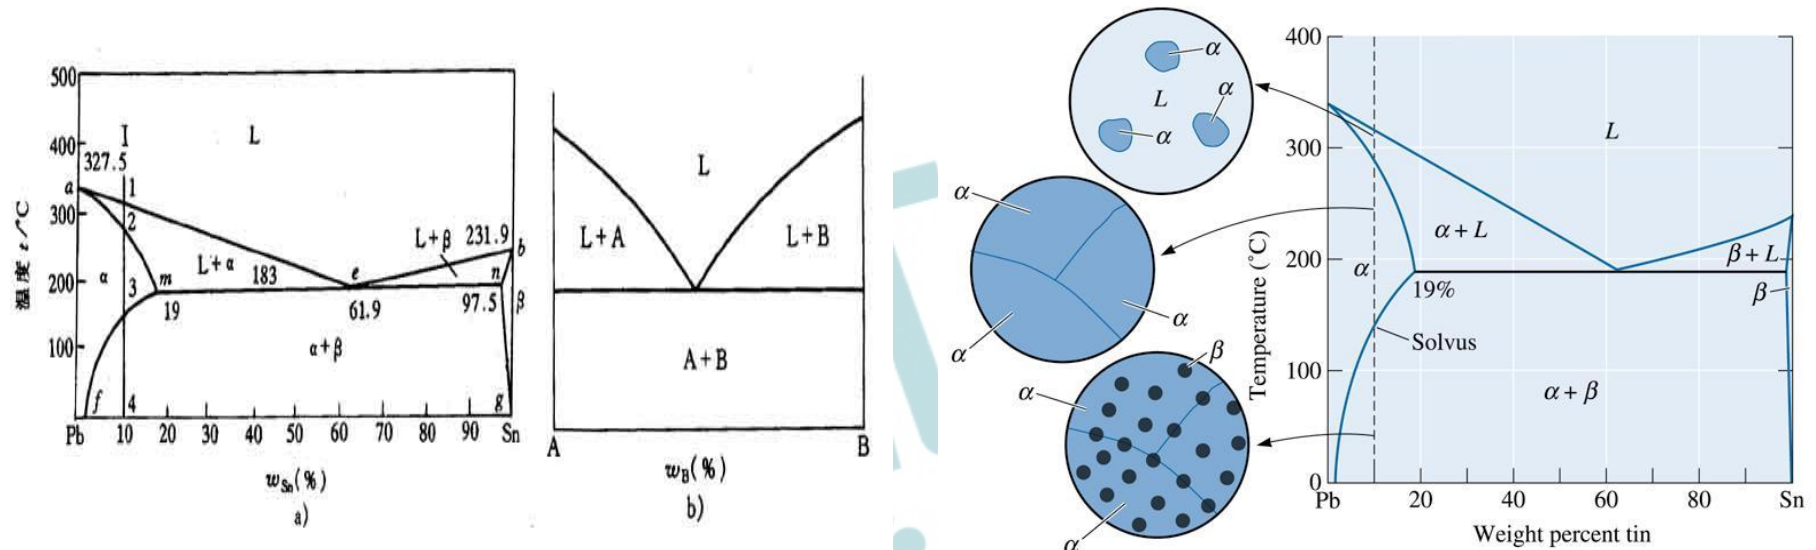 500
400
300
200
100
温度 t/℃
327.5
a
I
L
1
2
3
4
α
m
19
L+α
183
e
61.9
L+β
231.9
b
n
97.5
β
α+β
f
g
Pb
10
20
30
40
50
60
70
80
90
Sn
wSn(%)
a)
L
L+A
L+B
A+B
A
B
wB(%)
b)
α
L
α
α
α
α
α
β
α
α
400
300
200
100
0
Temperature (°C)
L
α + L
β + L
α
19%
β
Solvus
α + β
Pb
20
40
60
80
Sn
Weight percent tin